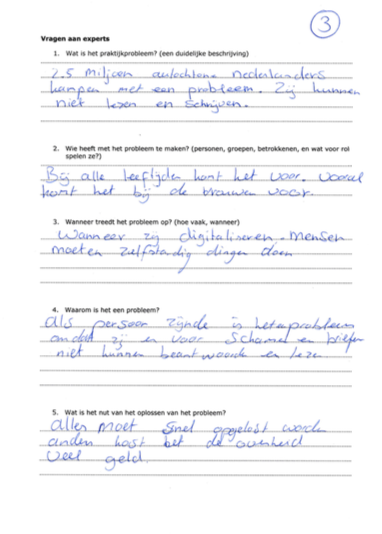 3
Vragen aan experts
1. Wat is het praktijkprobleem? (een duidelijke beschrijving)
2.5 Miljoen autochtone nederlanders
kampen met een probleem. Zij kunnen
niet lezen en schrijven.
2. Wie heeft met het probleem te maken? (personen, groepen, betrokkenen, en wat voor rol
spelen ze?)
Bij alle leeftijden komt het voor. vooral
komt het bij de vrouwen voor.
3. Wanneer treedt het probleem op? (hoe vaak, wanneer)
Wanneer zij digitaliseren. Mensen
moeten zelfstandig dingen doen
4. Waarom is het een probleem?
als persoon zijnde is het een probleem
omdat zij er voor schamen en brieven
niet kunnen beantwoorden en lezen
5. Wat is het nut van het oplossen van het probleem?
alles moet snel opgelost worden
anders kost het de overheid
veel geld.